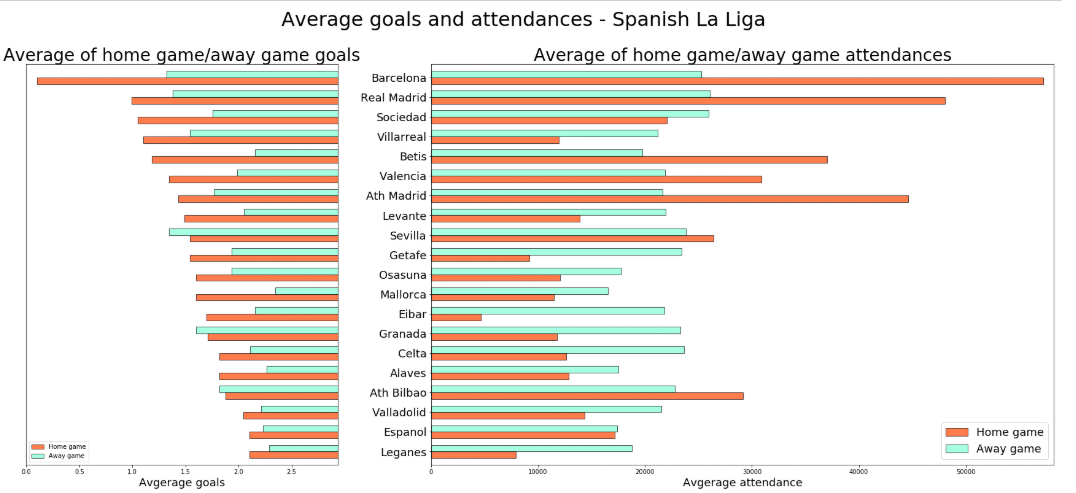 Average goals and attendances - Spanish La Liga
Average of home game/away game goals
Average of home game/away game attendances
Barcelona
Real Madrid
Sociedad
Villarreal
Betis
Valencia
Ath Madrid
Levante
Sevilla
Getafe
Osasuna
Mallorca
Eibar
Granada
Celta
Alaves
Ath Bilbao
Valladolid
Espanol
Leganes
Home game
Away game
Home game
Away game
0.0 0.5 1.0 1.5 2.0 2.5
0 10000 20000 30000 40000 50000
Avgerage goals
Avgerage attendance